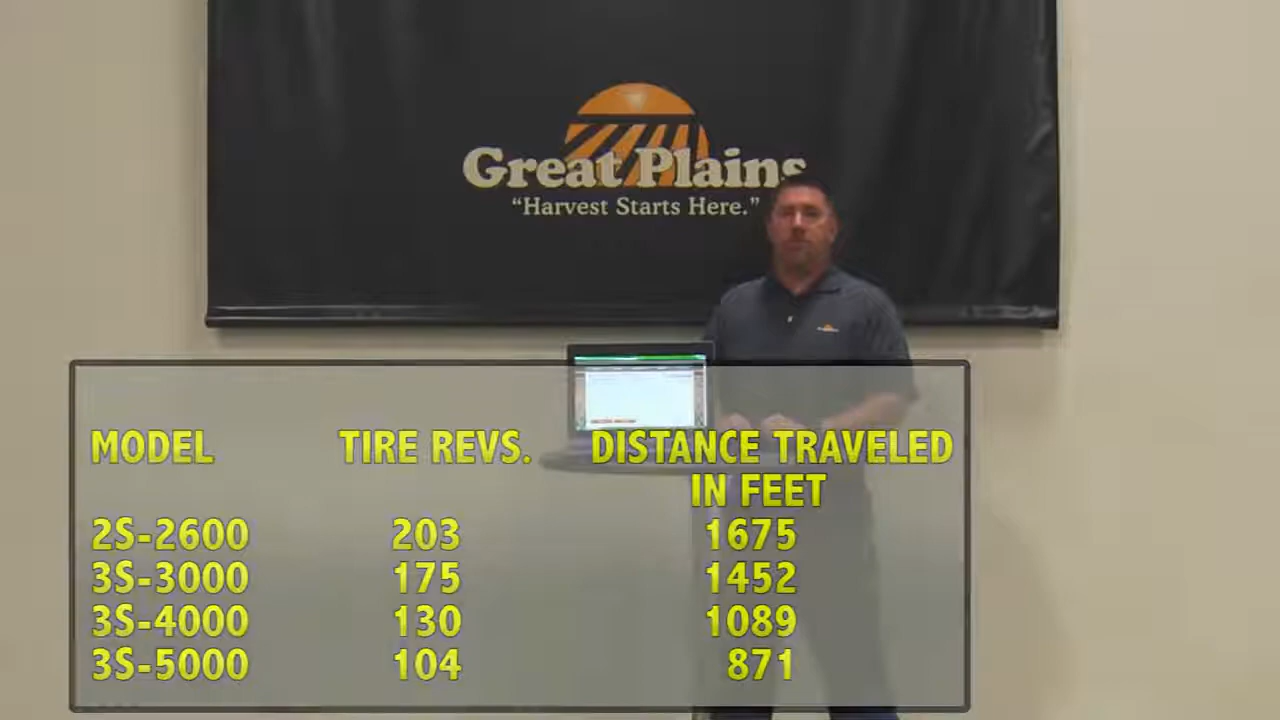 Great Plains
“Harvest Starts Here.”
MODEL TIRE REVS. DISTANCE TRAVELED
IN FEET
2S-2600 203 1675
3S-3000 175 1452
3S-4000 130 1089
3S-5000 104 871